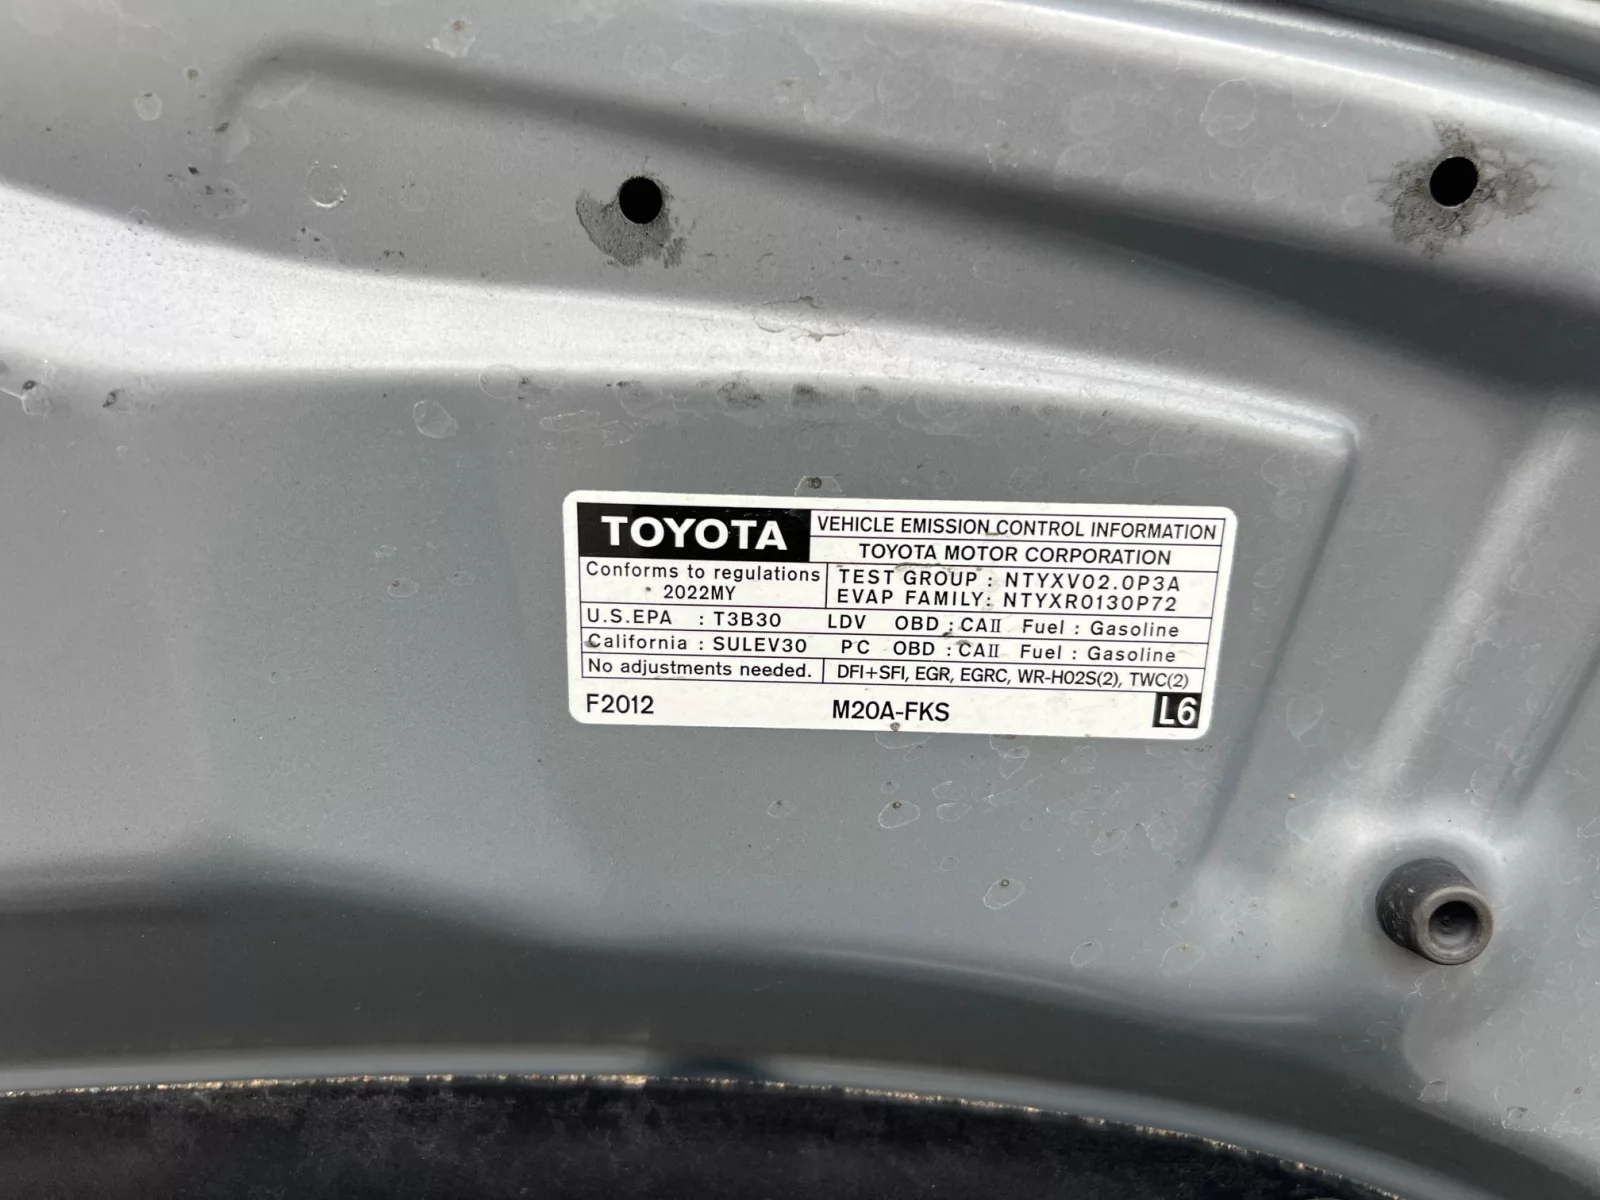 TOYOTA
VEHICLE EMISSION CONTROL INFORMATION
TOYOTA MOTOR CORPORATION
Conforms to regulations
2022MY
TEST GROUP : NTYXV02.0P3A
EVAP FAMILY: NTYXR0130P72
U.S.EPA : T3B30 LDV OBD : CAⅡ Fuel : Gasoline
California : SULEV30 PC OBD : CAⅡ Fuel : Gasoline
No adjustments needed. DFI+SFI, EGR, EGRC, WR-HO2S(2), TWC(2)
F2012 M20A-FKS L6